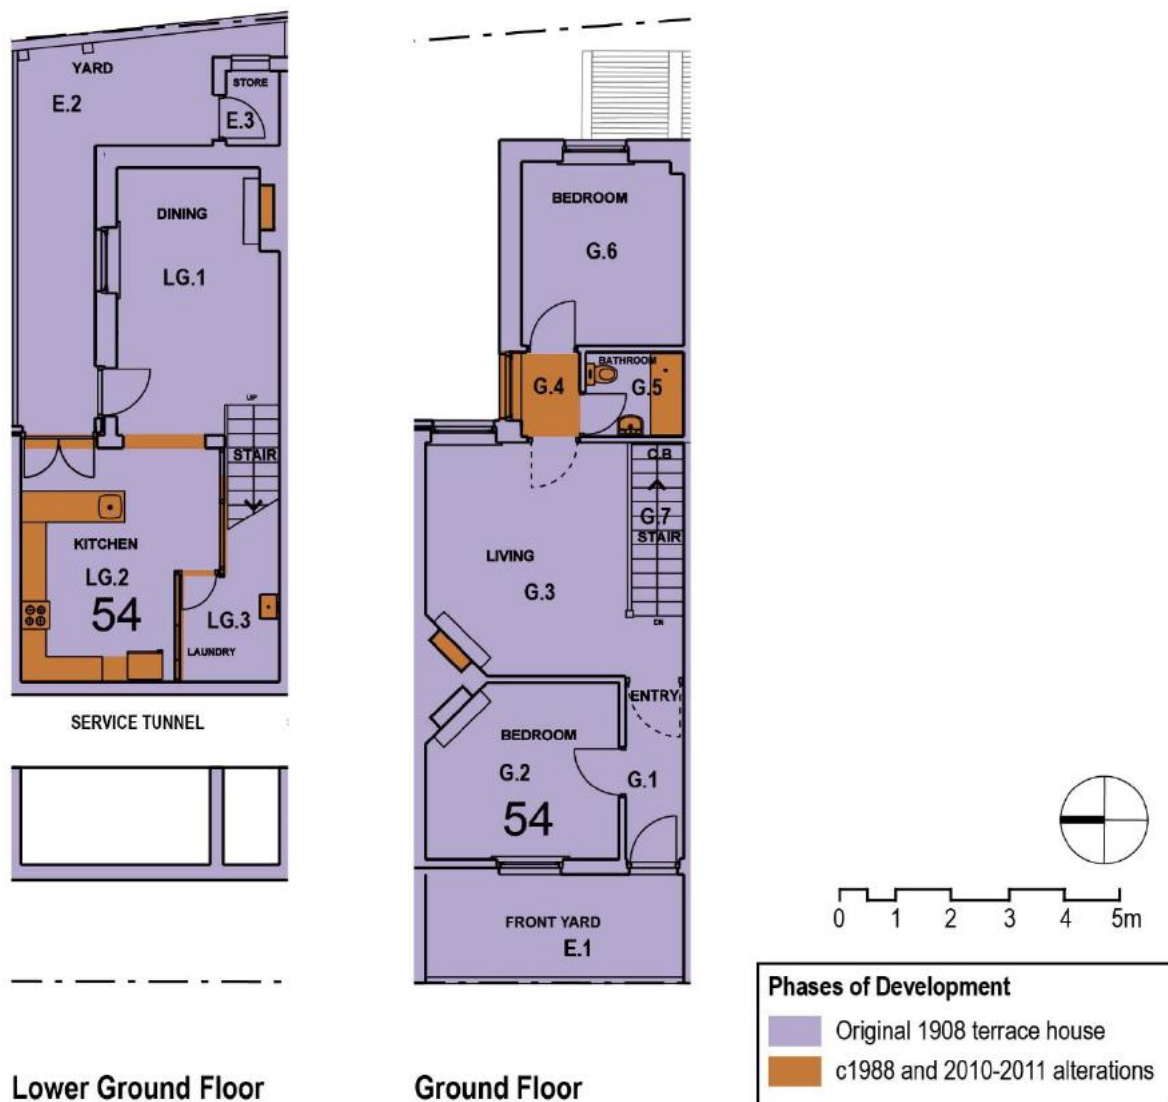 YARD
E.2
STORE
E.3
DINING
LG.1
UP
STAIR
KITCHEN
LG.2
54
LG.3
LAUNDRY
SERVICE TUNNEL
Lower Ground Floor
BEDROOM
G.6
BATHROOM
G.4
G.5
C.B
G.7
STAIR
LIVING
G.3
DN
ENTRY
BEDROOM
G.2
G.1
54
FRONT YARD
E.1
Ground Floor
0 1 2 3 4 5m
Phases of Development
Original 1908 terrace house
c1988 and 2010-2011 alterations